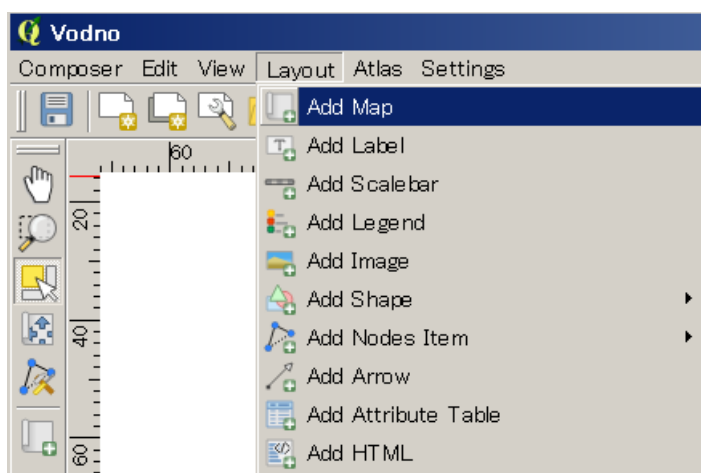 Vodno
Composer Edit View Layout Atlas Settings
Add Map
60
Add Label
Add Scalebar
20
Add Legend
Add Image
Add Shape
40
Add Nodes Item
Add Arrow
Add Attribute Table
60
Add HTML